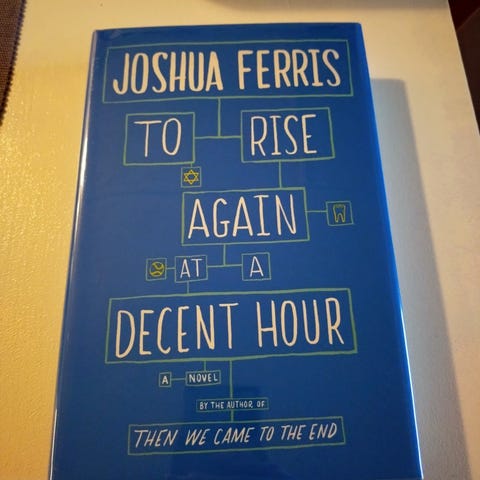 JOSHUA FERRIS
TO RISE
AGAIN
AT A
DECENT HOUR
A NOVEL
BY THE AUTHOR OF
THEN WE CAME TO THE END